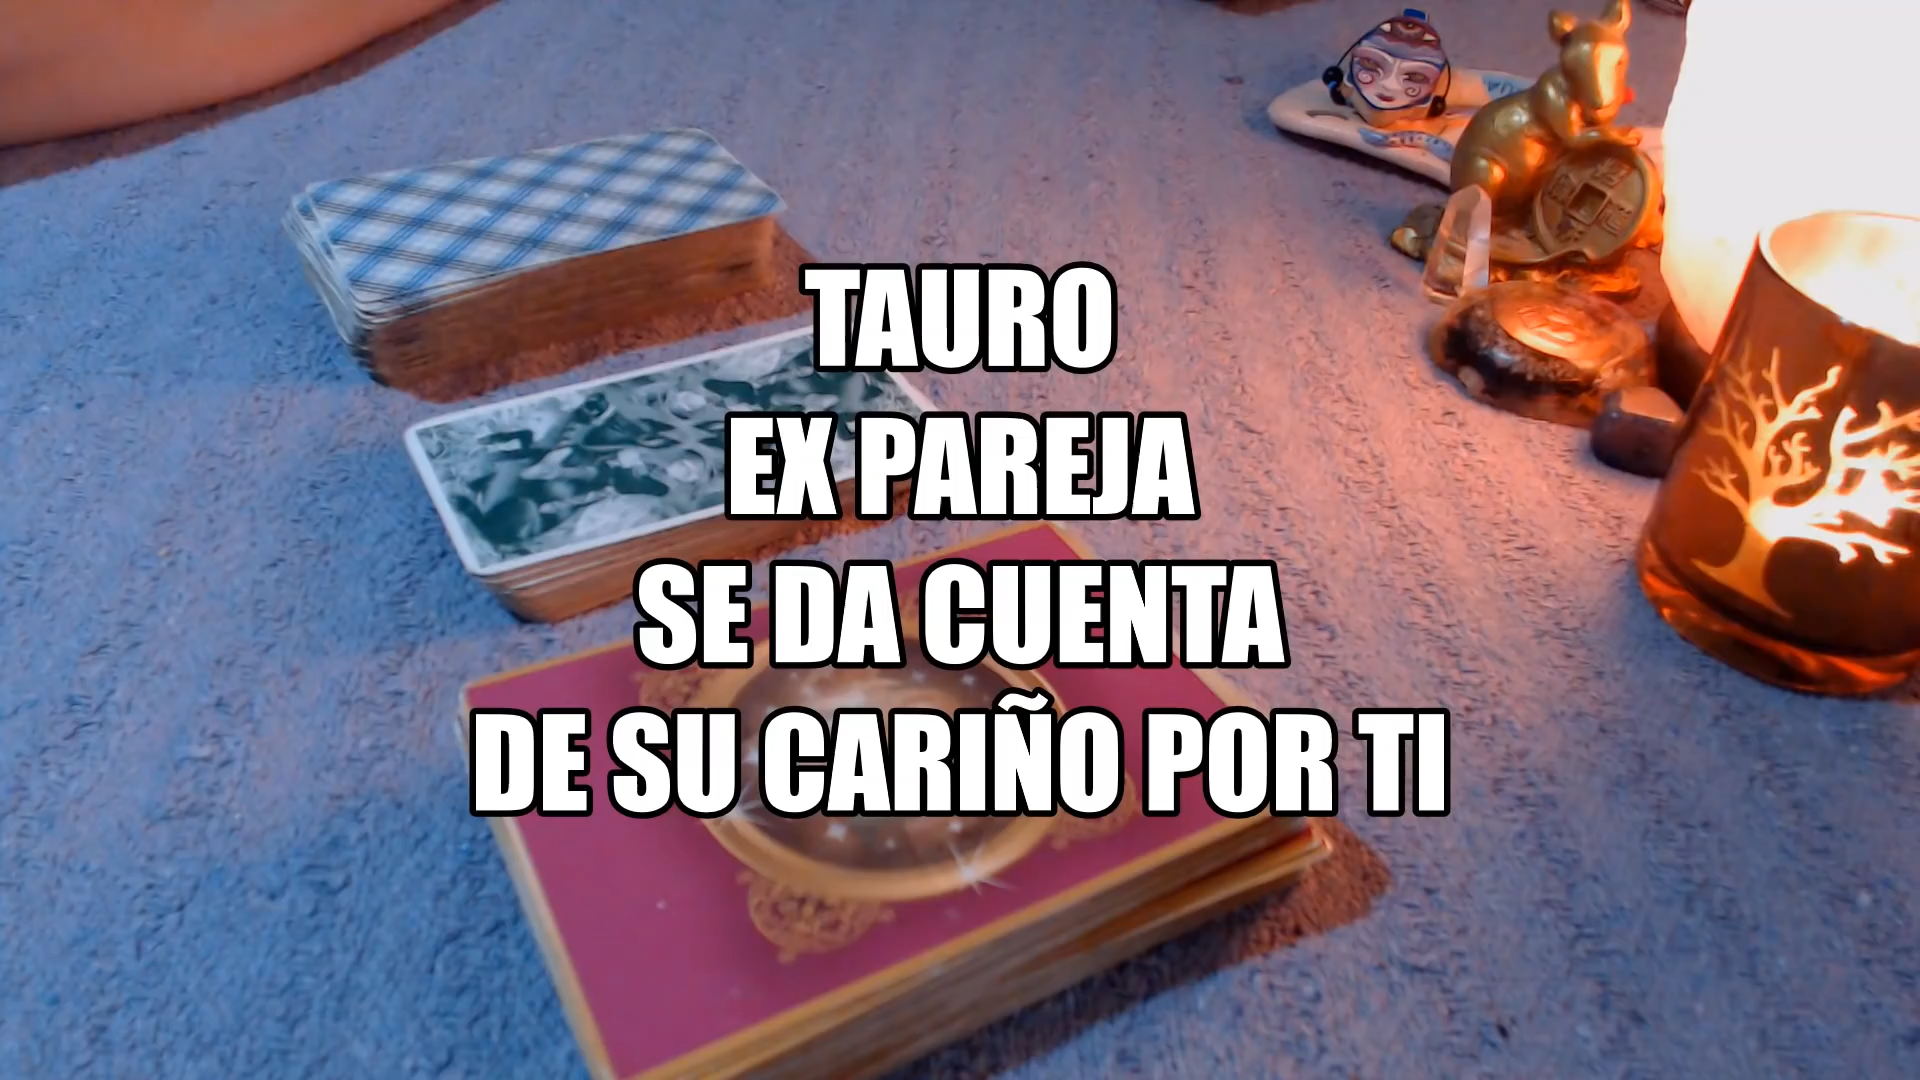 TAURO
EX PAREJA
SE DA CUENTA
DE SU CARIÑO POR TI